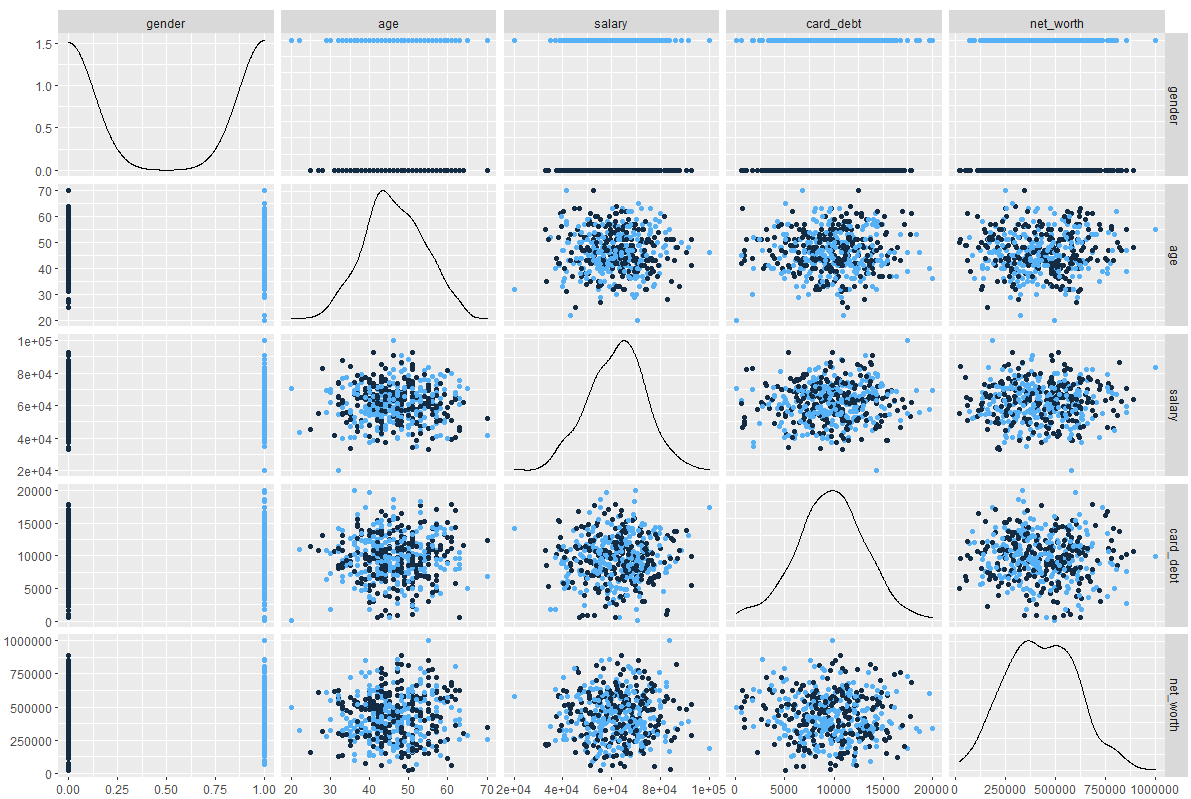 gender age salary card_debt net_worth
1.5
1.0
0.5
0.0
gender
70
60
50
40
30
20
age
1e+05
8e+04
6e+04
4e+04
2e+04
salary
20000
15000
10000
5000
0
card_debt
1000000
750000
500000
250000
0
net_worth
0.00 0.25 0.50 0.75 1.00 20 30 40 50 60 70 2e+04 4e+04 6e+04 8e+04 1e+05 0 5000 10000 15000 20000 0 250000 500000 750000 1000000